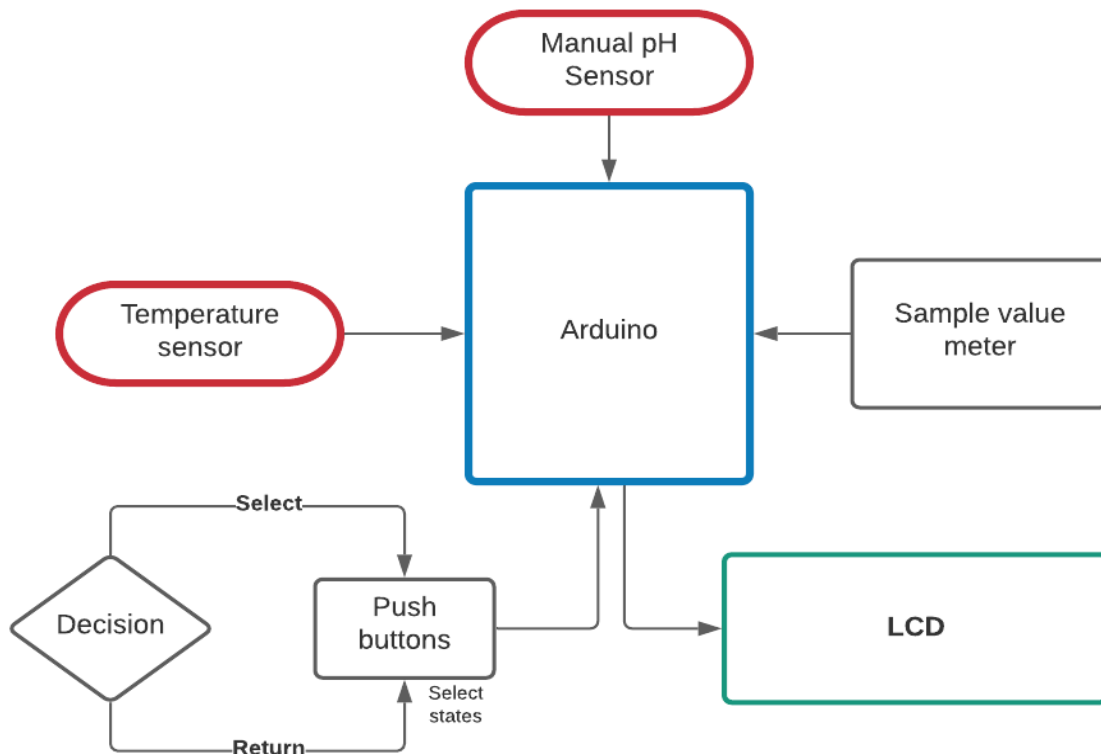 Manual pH
Sensor
Temperature
sensor
Arduino
Sample value
meter
Select
Decision
Push
buttons
LCD
Select
states
Return